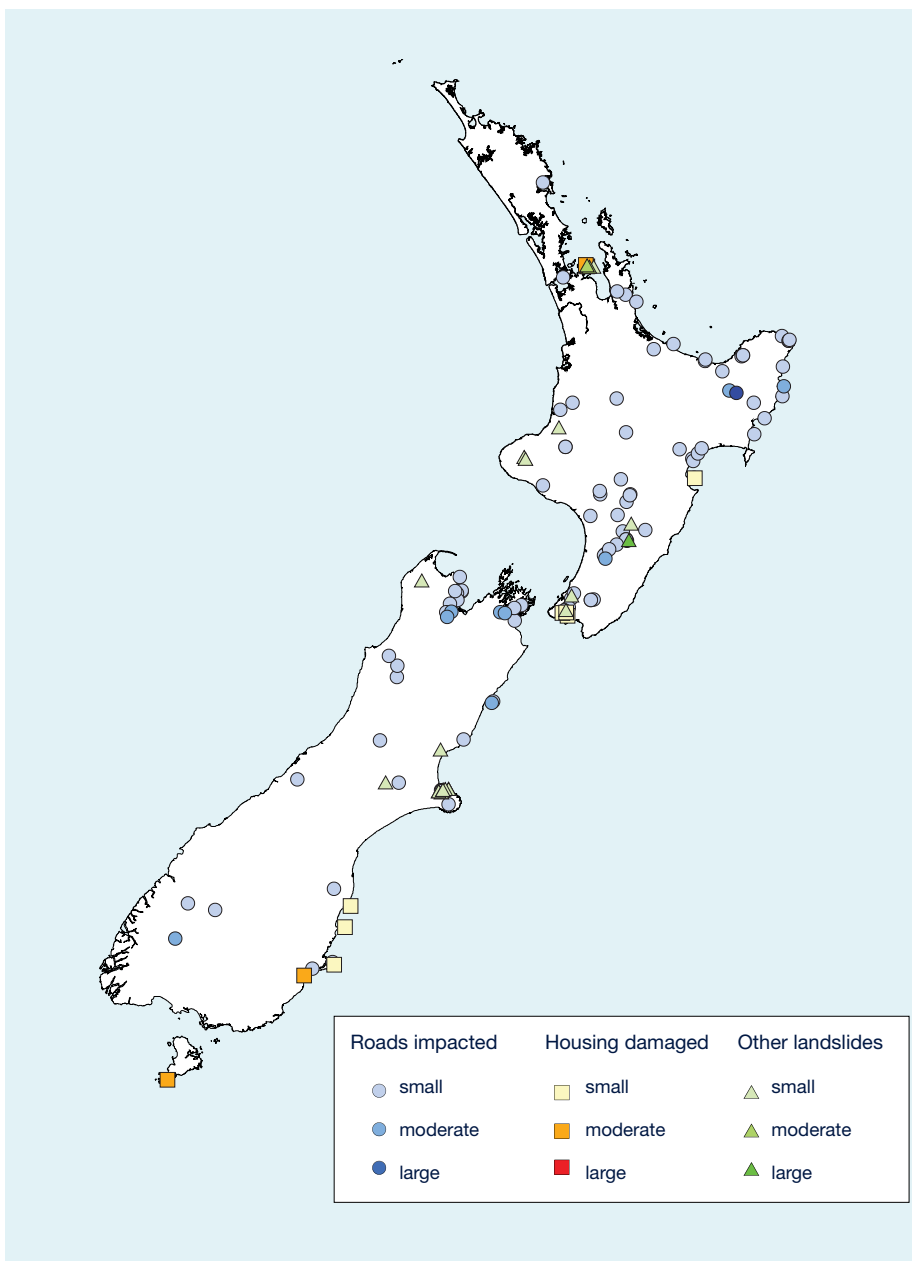 Roads impacted Housing damaged Other landslides
small small small
moderate moderate moderate
large large large